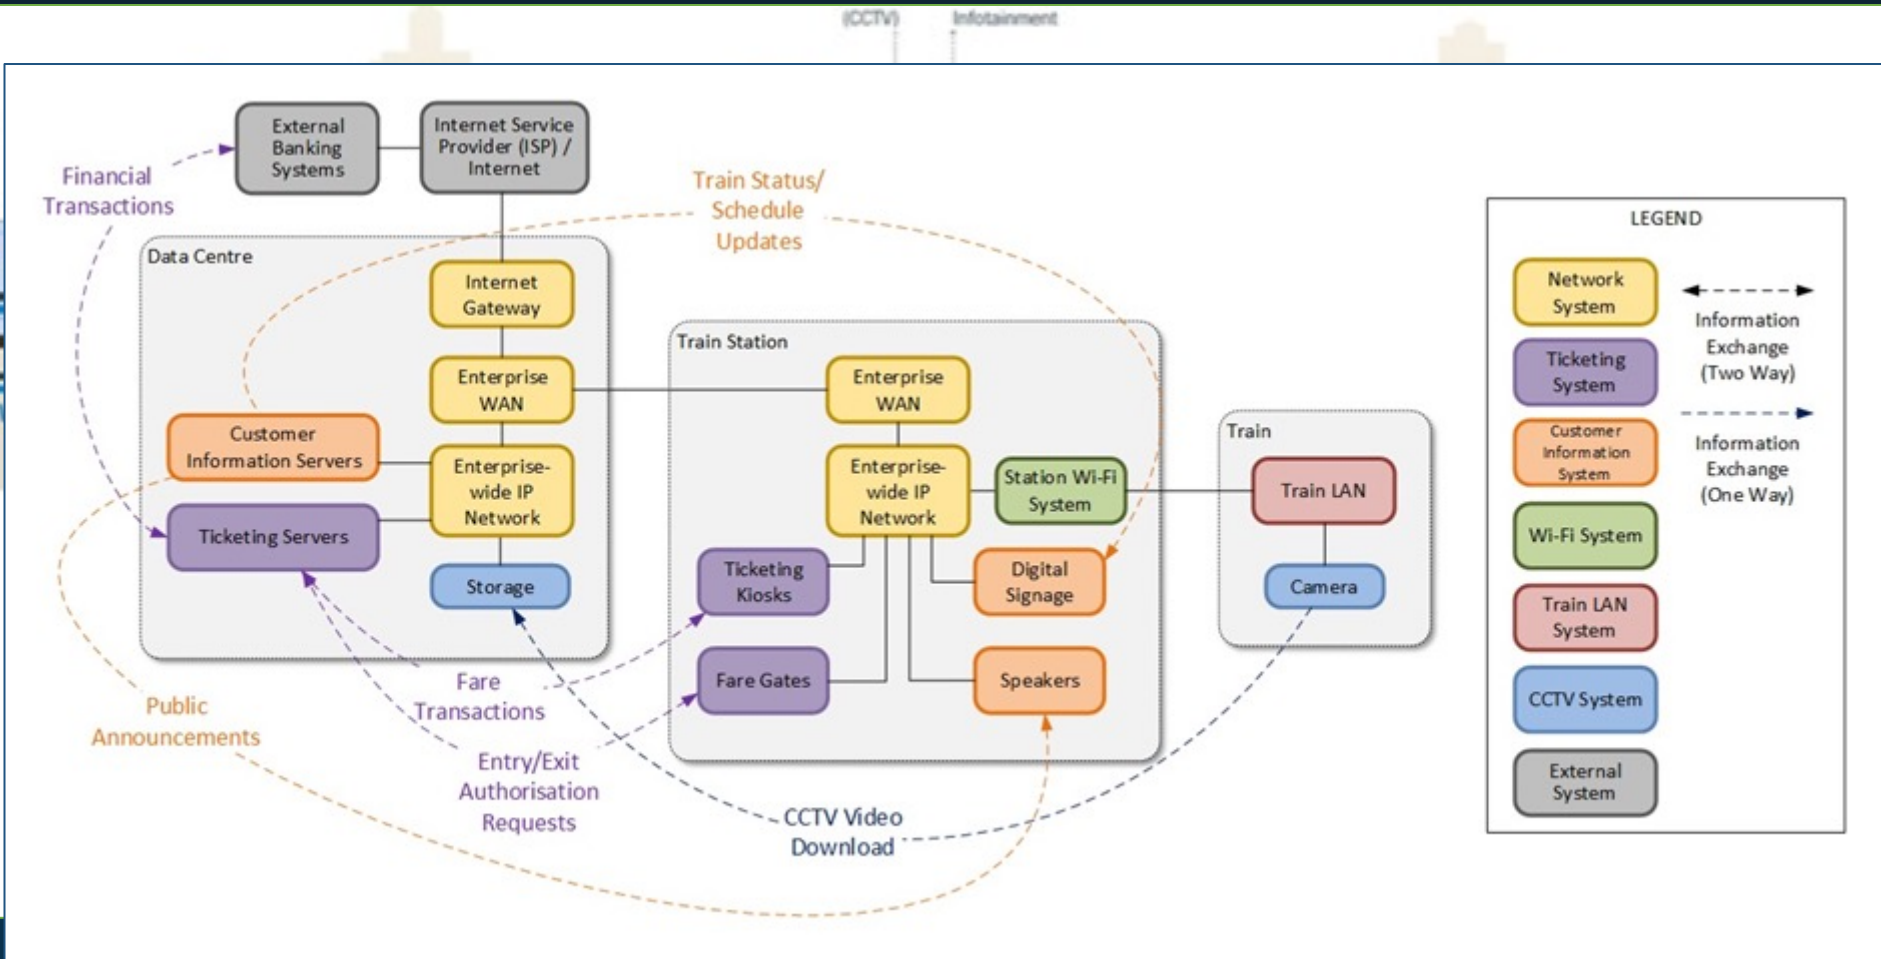 (CCTV)
Infotainment
External
Banking
Systems
Internet Service
Provider (ISP) /
Internet
Financial
Transactions
Train Status/
Schedule
Updates
Data Centre
Internet
Gateway
Enterprise
WAN
Customer
Information Servers
Enterprise-
wide IP
Network
Ticketing Servers
Storage
Train Station
Enterprise
WAN
Enterprise-
wide IP
Network
Station Wi-Fi
System
Ticketing
Kiosks
Digital
Signage
Fare Gates
Speakers
Train
Train LAN
Camera
Fare
Transactions
Public
Announcements
Entry/Exit
Authorisation
Requests
CCTV Video
Download
LEGEND
Network
System
Ticketing
System
Customer
Information
System
Wi-Fi System
Train LAN
System
CCTV System
External
System
Information
Exchange
(Two Way)
Information
Exchange
(One Way)